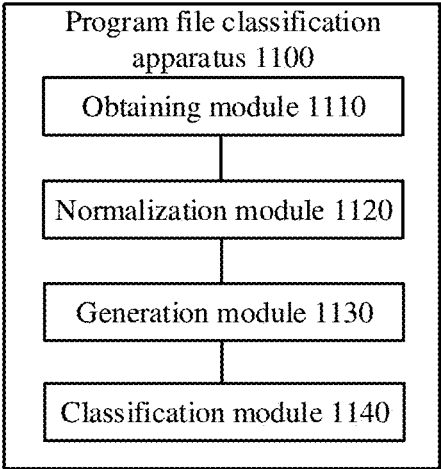 Program file classification
apparatus 1100
Obtaining module 1110
Normalization module 1120
Generation module 1130
Classification module 1140